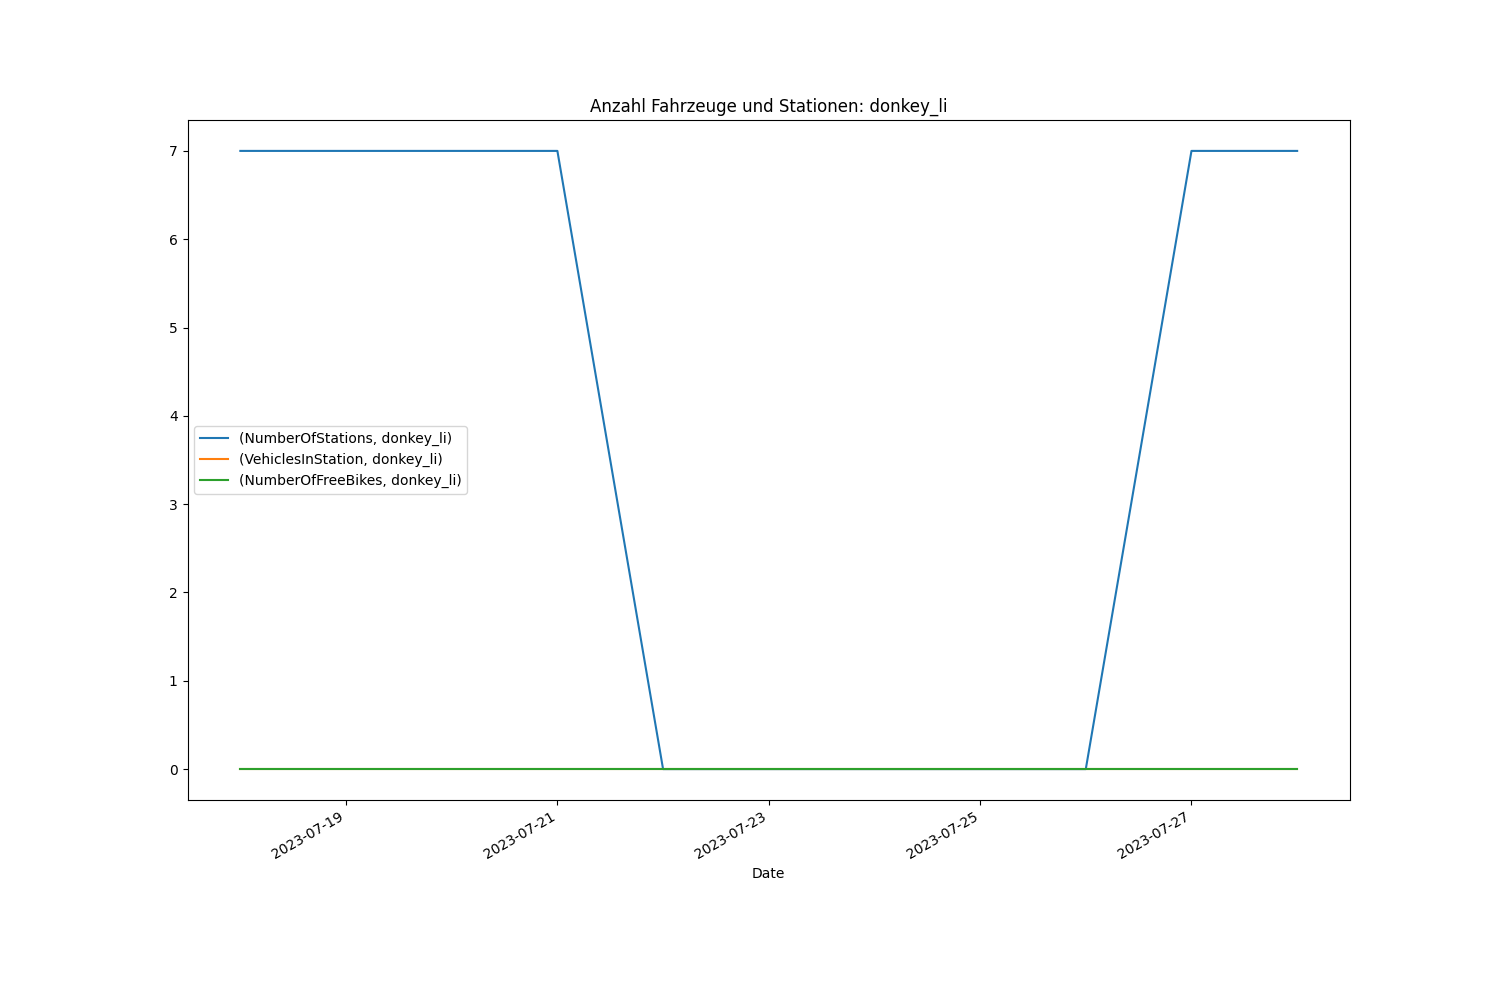 Anzahl Fahrzeuge und Stationen: donkey_li
7
6
5
4
3
2
1
0
(NumberOfStations, donkey_li)
(VehiclesInStation, donkey_li)
(NumberOfFreeBikes, donkey_li)
2023-07-19
2023-07-21
2023-07-23
2023-07-25
2023-07-27
Date